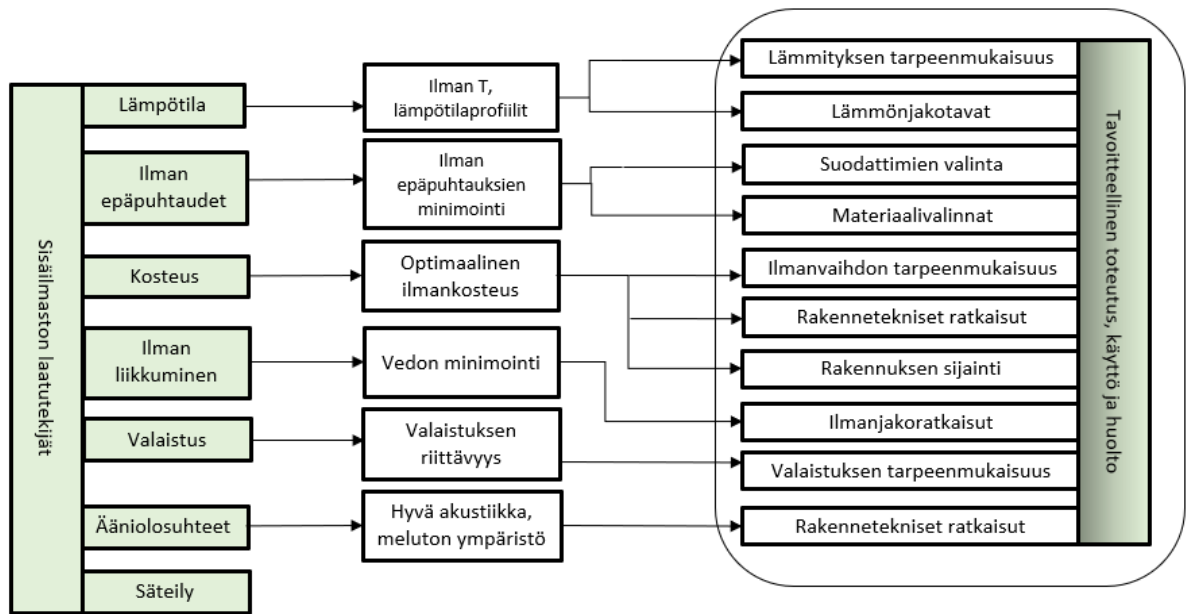 Sisäilmaston laatutekijät
Lämpötila
Ilman
epäpuhtaudet
Kosteus
Ilman
liikkuminen
Valaistus
Ääniolosuhteet
Säteily
Ilman T,
lämpötilaprofiilit
Ilman
epäpuhtauksien
minimointi
Optimaalinen
ilmankosteus
Vedon minimointi
Valaistuksen
riittävyys
Hyvä akustiikka,
meluton ympäristö
Lämmityksen tarpeenmukaisuus
Lämmönjakotavat
Suodattimien valinta
Materiaalivalinnat
Ilmanvaihdon tarpeenmukaisuus
Rakennetekniset ratkaisut
Rakennuksen sijainti
Ilmanjakoratkaisut
Valaistuksen tarpeenmukaisuus
Rakennetekniset ratkaisut
Tavoitteellinen toteutus, käyttö ja huolto